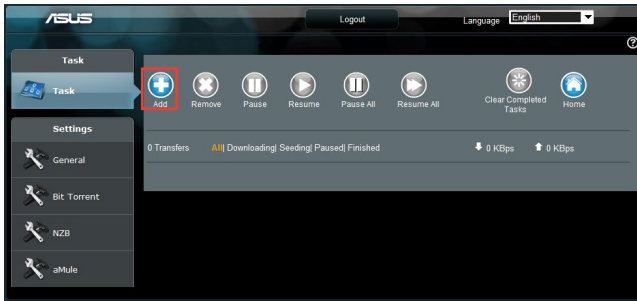 ASUS
Logout
Language English
?
Task
Task
Add Remove Pause Resume Pause All Resume All Clear Completed Tasks Home
Settings
0 Transfers All| Downloading| Seeding| Paused| Finished 0 KBps 0 KBps
General
Bit Torrent
NZB
aMule